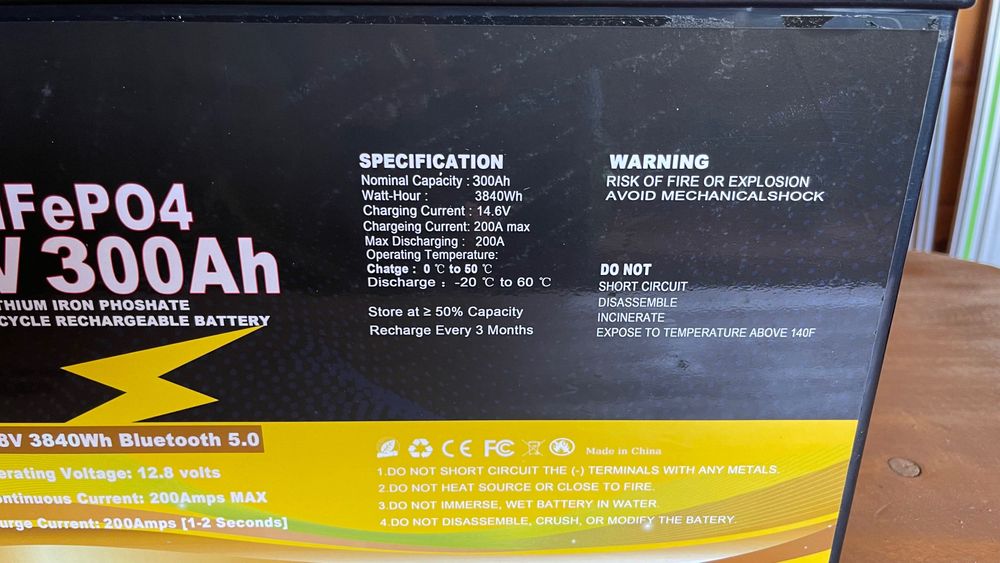 FePO4
300Ah
THIUM IRON PHOSHATE
CYCLE RECHARGEABLE BATTERY
8V 3840Wh Bluetooth 5.0
erating Voltage: 12.8 volts
ontinuous Current: 200Amps MAX
urge Current: 200Amps [1-2 Seconds]
SPECIFICATION
Nominal Capacity : 300Ah
Watt-Hour : 3840Wh
Charging Current : 14.6V
Chargeing Current: 200A max
Max Discharging : 200A
Operating Temperature:
Chatge : 0 ℃ to 50 ℃
Discharge : -20 ℃ to 60 ℃
Store at ≥ 50% Capacity
Recharge Every 3 Months
WARNING
RISK OF FIRE OR EXPLOSION
AVOID MECHANICALSHOCK
DO NOT
SHORT CIRCUIT
DISASSEMBLE
INCINERATE
EXPOSE TO TEMPERATURE ABOVE 140F
CE FC Made in China
1.DO NOT SHORT CIRCUIT THE (-) TERMINALS WITH ANY METALS.
2.DO NOT HEAT SOURCE OR CLOSE TO FIRE.
3.DO NOT IMMERSE, WET BATTERY IN WATER.
4.DO NOT DISASSEMBLE, CRUSH, OR MODIFY THE BATERY.